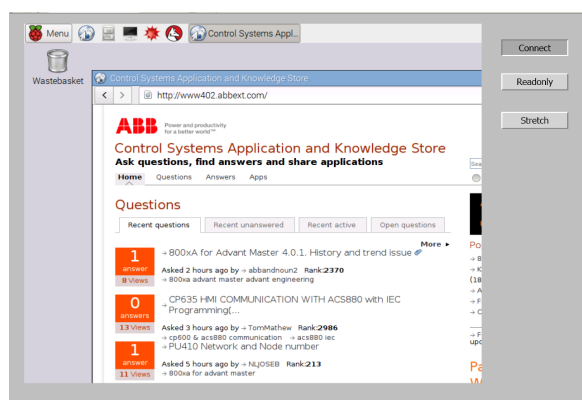 Menu
Control Systems Appl...
Connect
Wastebasket
Control Systems Application and Knowledge Store
Readonly
http://www402.abbext.com/
Stretch
ABB
Power and productivity
for a better world™
Control Systems Application and Knowledge Store
Ask questions, find answers and share applications
Home Questions Answers Apps
Questions
Recent questions Recent unanswered Recent active Open questions
More ▸
1
answer
8 Views
→ 800xA for Advant Master 4.0.1. History and trend issue
Asked 2 hours ago by → abbandnoun2 Rank:2370
→ 800xa advant master advant engineering
0
answers
13 Views
→ CP635 HMI COMMUNICATION WITH ACS880 with IEC
Programming(...
Asked 3 hours ago by → TomMathew Rank:2986
→ cp600 & acs880 communication → acs880 iec
1
answer
11 Views
→ PU410 Network and Node number
Asked 5 hours ago by → NLJOSEB Rank:213
→ 800xa for advant master